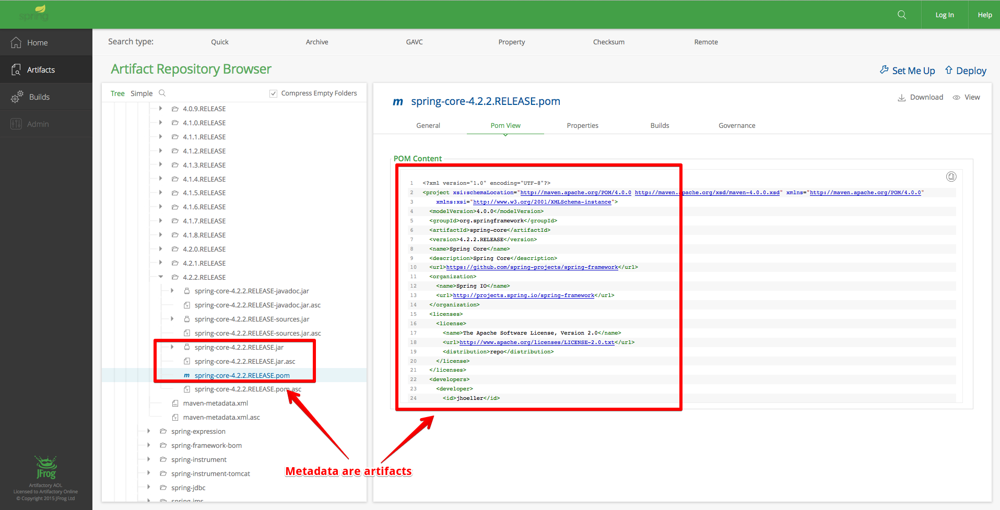 spring
Log In
Help
Home
Artifacts
Builds
Admin
Search type:
Quick
Archive
GAVC
Property
Checksum
Remote
Artifact Repository Browser
Set Me Up
Deploy
Tree
Simple
Compress Empty Folders
4.0.9.RELEASE
4.1.0.RELEASE
4.1.1.RELEASE
4.1.2.RELEASE
4.1.3.RELEASE
4.1.4.RELEASE
4.1.5.RELEASE
4.1.6.RELEASE
4.1.7.RELEASE
4.1.8.RELEASE
4.2.0.RELEASE
4.2.1.RELEASE
4.2.2.RELEASE
spring-core-4.2.2.RELEASE-javadoc.jar
spring-core-4.2.2.RELEASE-javadoc.jar.asc
spring-core-4.2.2.RELEASE-sources.jar
spring-core-4.2.2.RELEASE-sources.jar.asc
spring-core-4.2.2.RELEASE.jar
spring-core-4.2.2.RELEASE.jar.asc
m spring-core-4.2.2.RELEASE.pom
spring-core-4.2.2.RELEASE.pom.asc
maven-metadata.xml
maven-metadata.xml.asc
spring-expression
spring-framework-bom
spring-instrument
spring-instrument-tomcat
spring-jdbc
spring-jms
m spring-core-4.2.2.RELEASE.pom
Download
View
General
Pom View
Properties
Builds
Governance
POM Content
1 <?xml version="1.0" encoding="UTF-8"?>
2 <project xsi:schemaLocation="http://maven.apache.org/POM/4.0.0 http://maven.apache.org/xsd/maven-4.0.0.xsd" xmlns="http://maven.apache.org/POM/4.0.0"
3 xmlns:xsi="http://www.w3.org/2001/XMLSchema-instance">
4 <modelVersion>4.0.0</modelVersion>
5 <groupId>org.springframework</groupId>
6 <artifactId>spring-core</artifactId>
7 <version>4.2.2.RELEASE</version>
8 <name>Spring Core</name>
9 <description>Spring Core</description>
10 <url>https://github.com/spring-projects/spring-framework</url>
11 <organization>
12 <name>Spring IO</name>
13 <url>http://projects.spring.io/spring-framework</url>
14 </organization>
15 <licenses>
16 <license>
17 <name>The Apache Software License, Version 2.0</name>
18 <url>http://www.apache.org/licenses/LICENSE-2.0.txt</url>
19 <distribution>repo</distribution>
20 </license>
21 </licenses>
22 <developers>
23 <developer>
24 <id>jhoeller</id>
Metadata are artifacts
JFrog
Artifactory AOL
Licensed to Artifactory Online
© Copyright 2015 JFrog Ltd